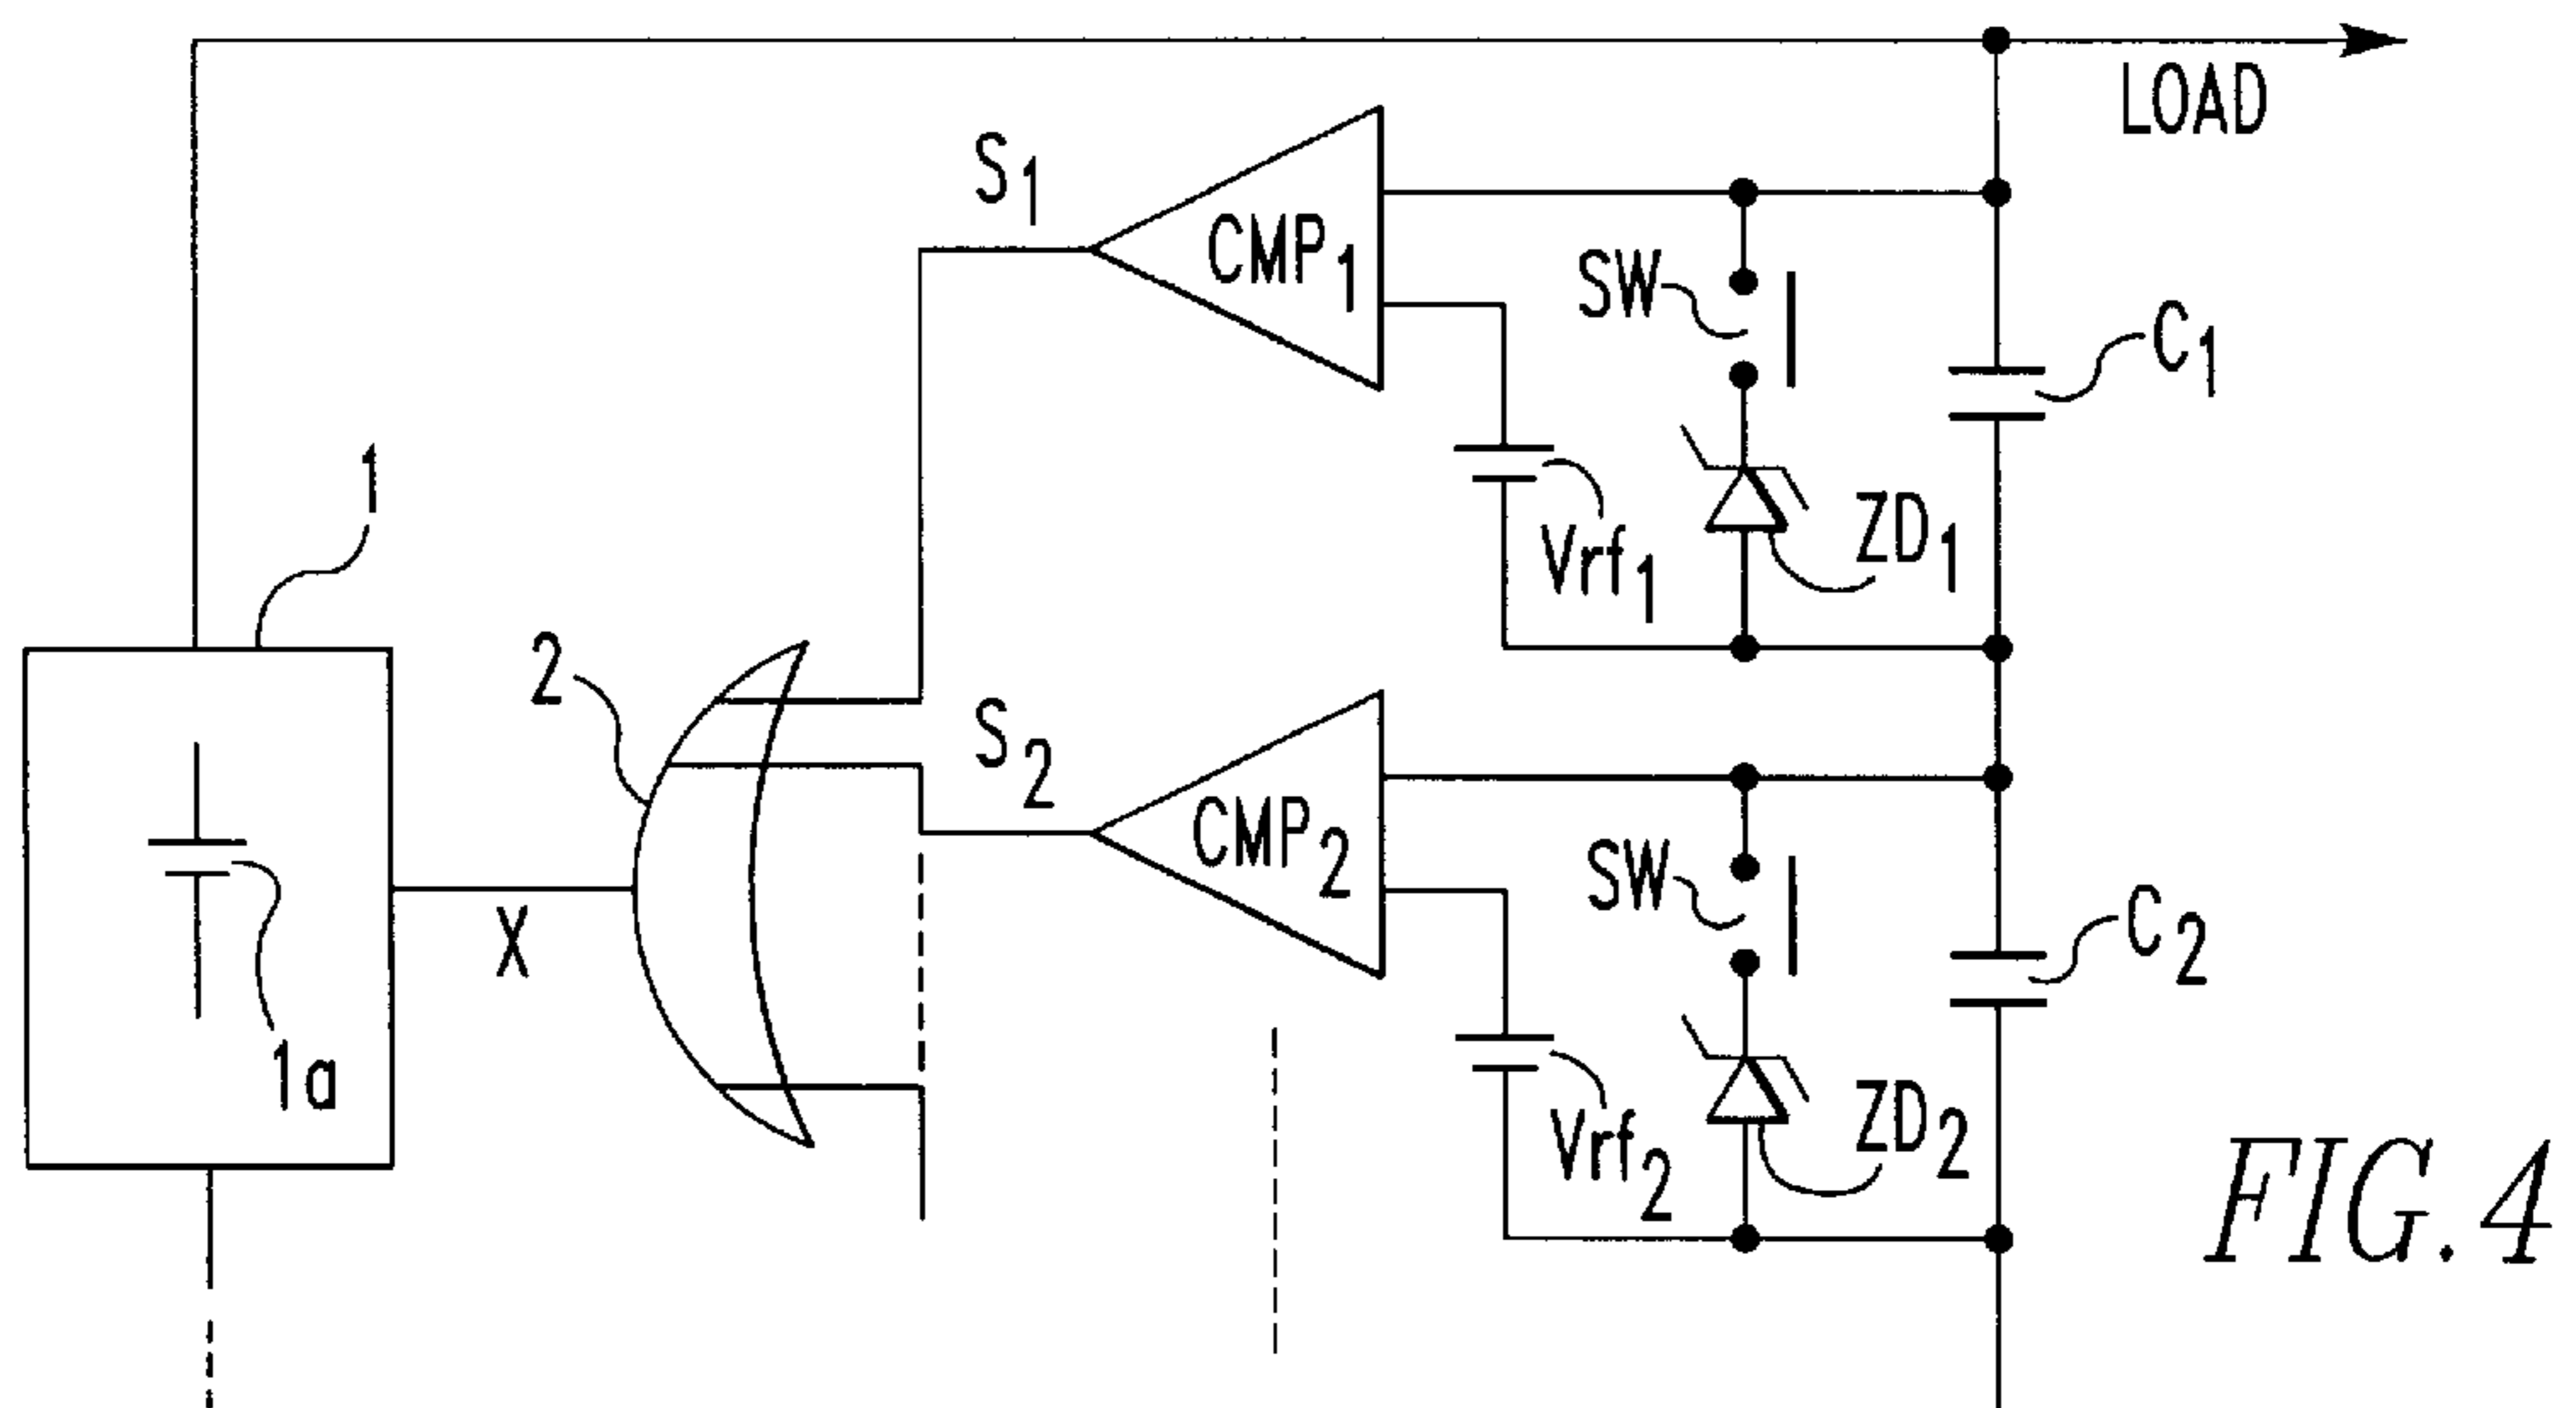 LOAD
S1
CMP1
SW
C1
Vrf1
ZD1
1
2
S2
CMP2
SW
C2
X
1a
Vrf2
ZD2
FIG. 4